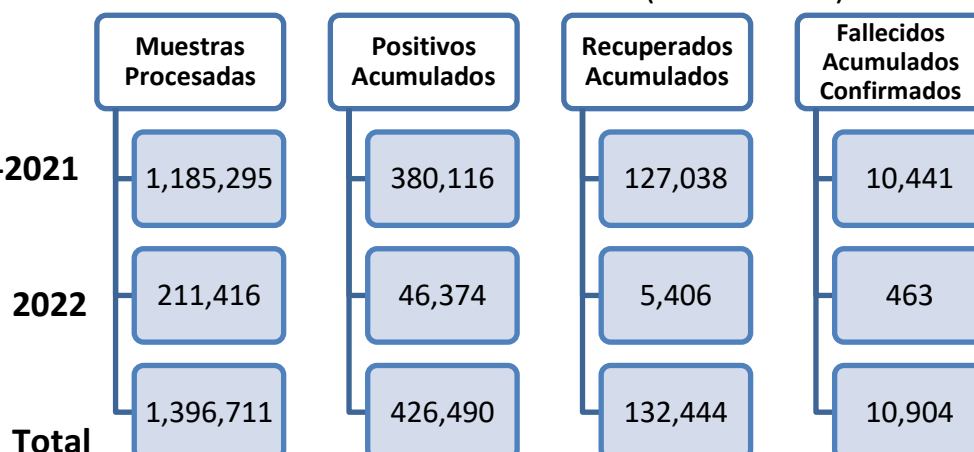 Muestras
Procesadas
Positivos
Acumulados
Recuperados
Acumulados
Fallecidos
Acumulados
Confirmados
-2021
1,185,295
380,116
127,038
10,441
2022
211,416
46,374
5,406
463
Total
1,396,711
426,490
132,444
10,904